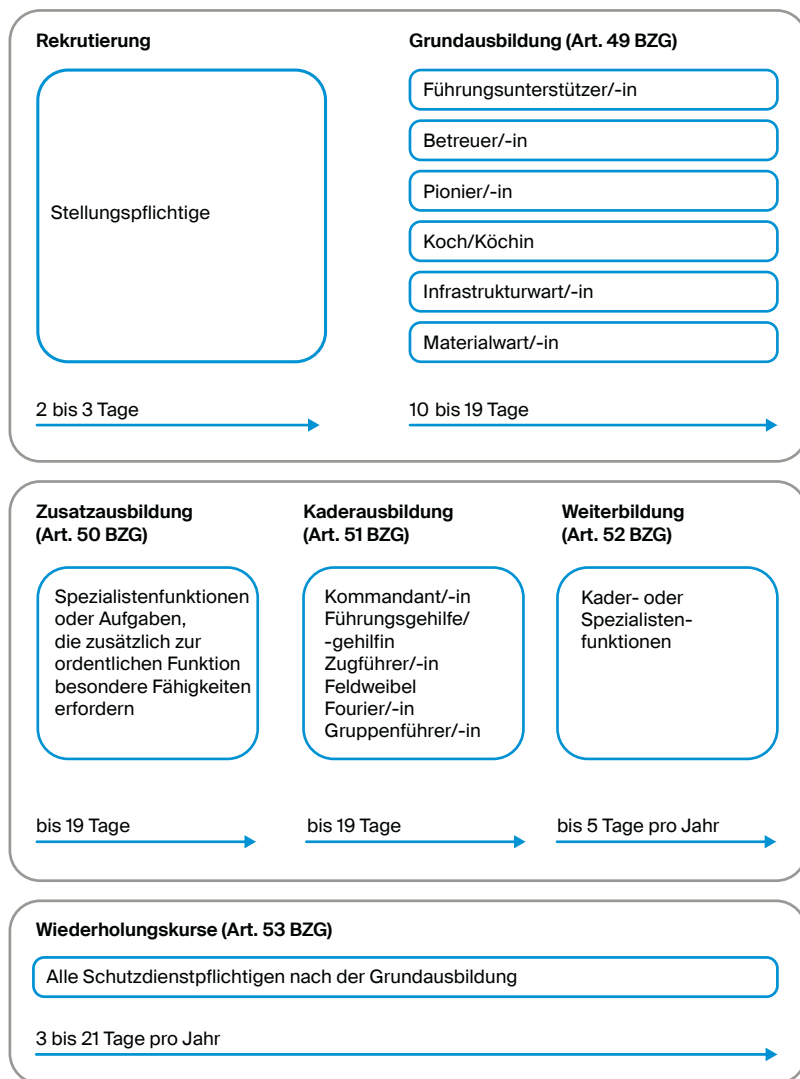 Rekrutierung
Stellungspflichtige
2 bis 3 Tage
Grundausbildung (Art. 49 BZG)
Führungsunterstützer/-in
Betreuer/-in
Pionier/-in
Koch/Köchin
Infrastrukturwart/-in
Materialwart/-in
10 bis 19 Tage
Zusatzausbildung
(Art. 50 BZG)
Spezialistenfunktionen
oder Aufgaben,
die zusätzlich zur
ordentlichen Funktion
besondere Fähigkeiten
erfordern
bis 19 Tage
Kaderausbildung
(Art. 51 BZG)
Kommandant/-in
Führungsgehilfe/
-gehilfin
Zugführer/-in
Feldweibel
Fourier/-in
Gruppenführer/-in
bis 19 Tage
Weiterbildung
(Art. 52 BZG)
Kader- oder
Spezialisten-
funktionen
bis 5 Tage pro Jahr
Wiederholungskurse (Art. 53 BZG)
Alle Schutzdienstpflichtigen nach der Grundausbildung
3 bis 21 Tage pro Jahr